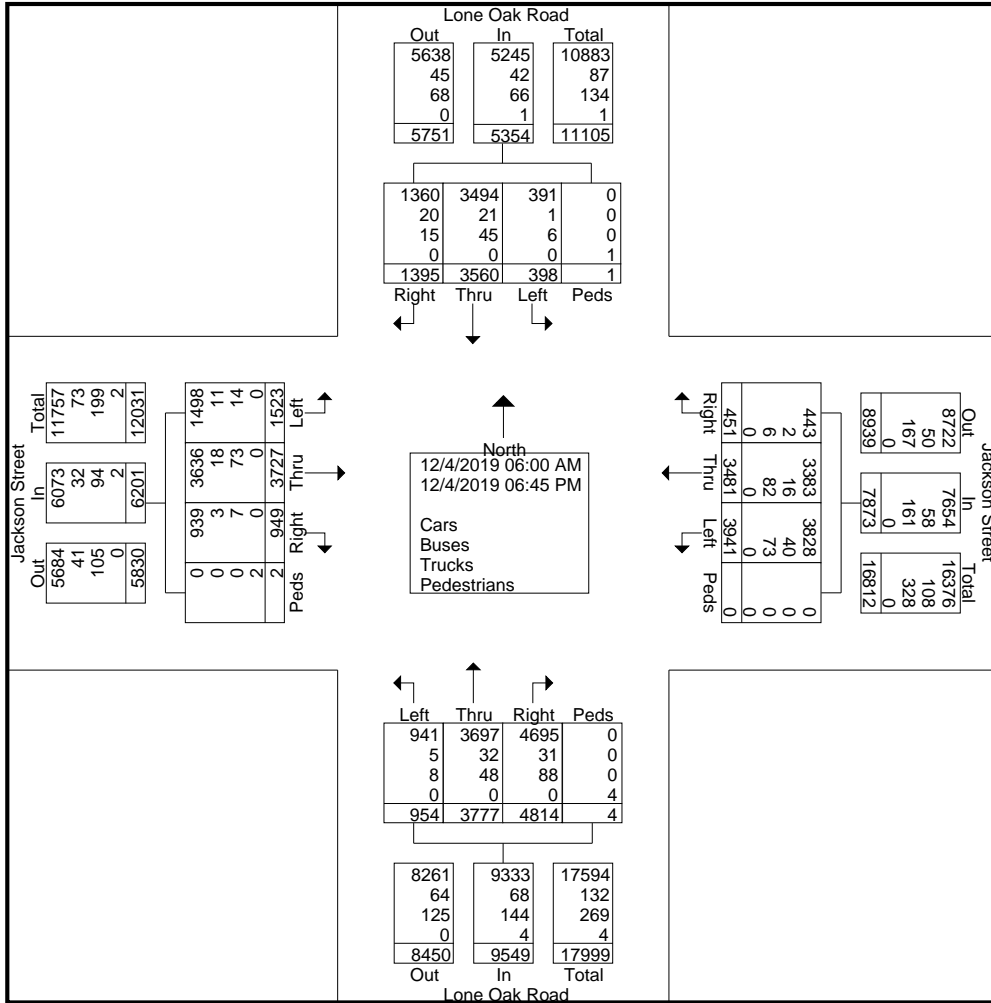 Lone Oak Road
Out In Total
5638 5245 10883
45 42 87
68 66 134
0 1 1
5751 5354 11105
1360 3494 391 0
20 21 1 0
15 45 6 0
0 0 0 1
1395 3560 398 1
Right Thru Left Peds
Jackson Street
Total
11757
73
199
2
12031
In
6073
32
94
2
6201
Out
5684
41
105
0
5830
Left
1498
11
14
0
1523
Thru
3636
18
73
0
3727
Right
939
3
7
0
949
Peds
0
0
0
2
2
North
12/4/2019 06:00 AM
12/4/2019 06:45 PM
Cars
Buses
Trucks
Pedestrians
Right
443
2
6
0
451
Thru
3383
16
82
0
3481
Left
3828
40
73
0
3941
Peds
0
0
0
0
0
Jackson Street
Out
8722
50
167
0
8939
In
7654
58
161
0
7873
Total
16376
108
328
0
16812
Left Thru Right Peds
941 3697 4695 0
5 32 31 0
8 48 88 0
0 0 0 4
954 3777 4814 4
8261 9333 17594
64 68 132
125 144 269
0 4 4
8450 9549 17999
Out In Total
Lone Oak Road